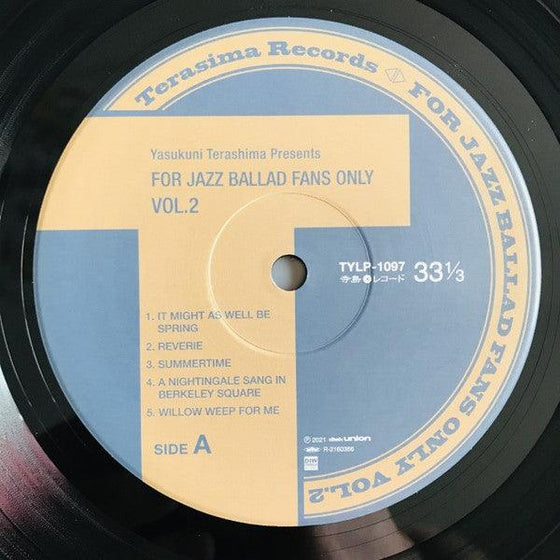 Terasima Records
FOR JAZZ BALLAD FANS ONLY VOL.2
Yasukuni Terashima Presents
FOR JAZZ BALLAD FANS ONLY
VOL.2
TYLP-1097
寺島レコード
33 1/3
1. IT MIGHT AS WELL BE
SPRING
2. REVERIE
3. SUMMERTIME
4. A NIGHTINGALE SANG IN
BERKELEY SQUARE
5. WILLOW WEEP FOR ME
SIDE A
Ⓟ 2021 disk union
R-2160366